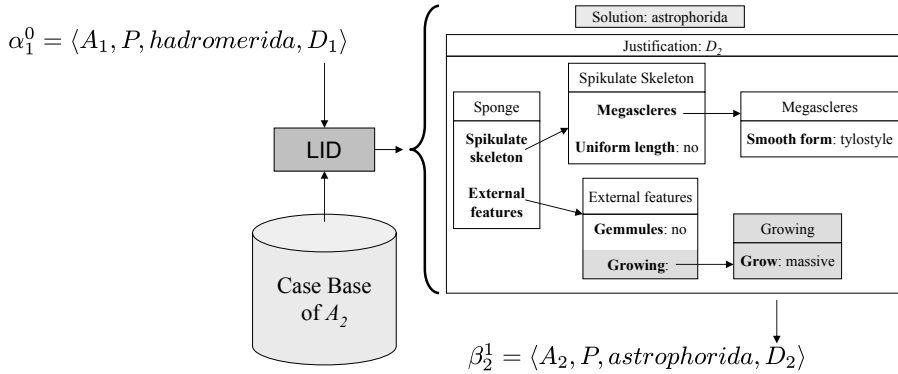 α₁⁰ = ⟨A₁, P, hadromerida, D₁⟩
LID
Case Base
of A₂
Solution: astrophorida
Justification: D₂
Sponge
Spikulate
skeleton
External
features
Spikulate Skeleton
Megascleres
Uniform length: no
Megascleres
Smooth form: tylostyle
External features
Gemmules: no
Growing:
Growing
Grow: massive
β₂¹ = ⟨A₂, P, astrophorida, D₂⟩